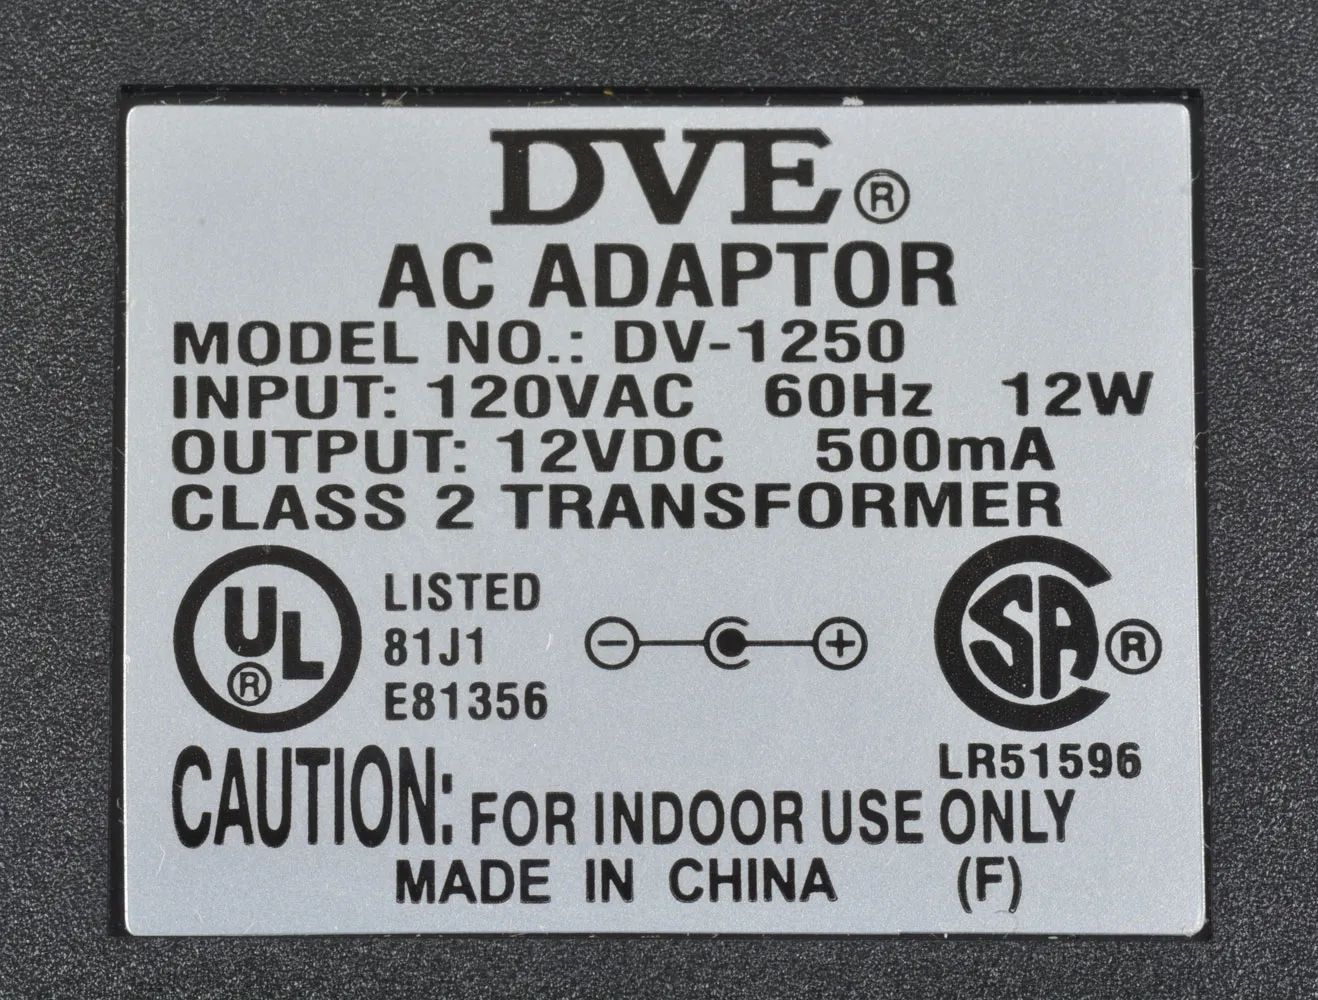 DVE®
AC ADAPTOR
MODEL NO.: DV-1250
INPUT: 120VAC 60Hz 12W
OUTPUT: 12VDC 500mA
CLASS 2 TRANSFORMER
UL®
LISTED
81J1
E81356
− +
CSA®
LR51596
CAUTION: FOR INDOOR USE ONLY
MADE IN CHINA (F)